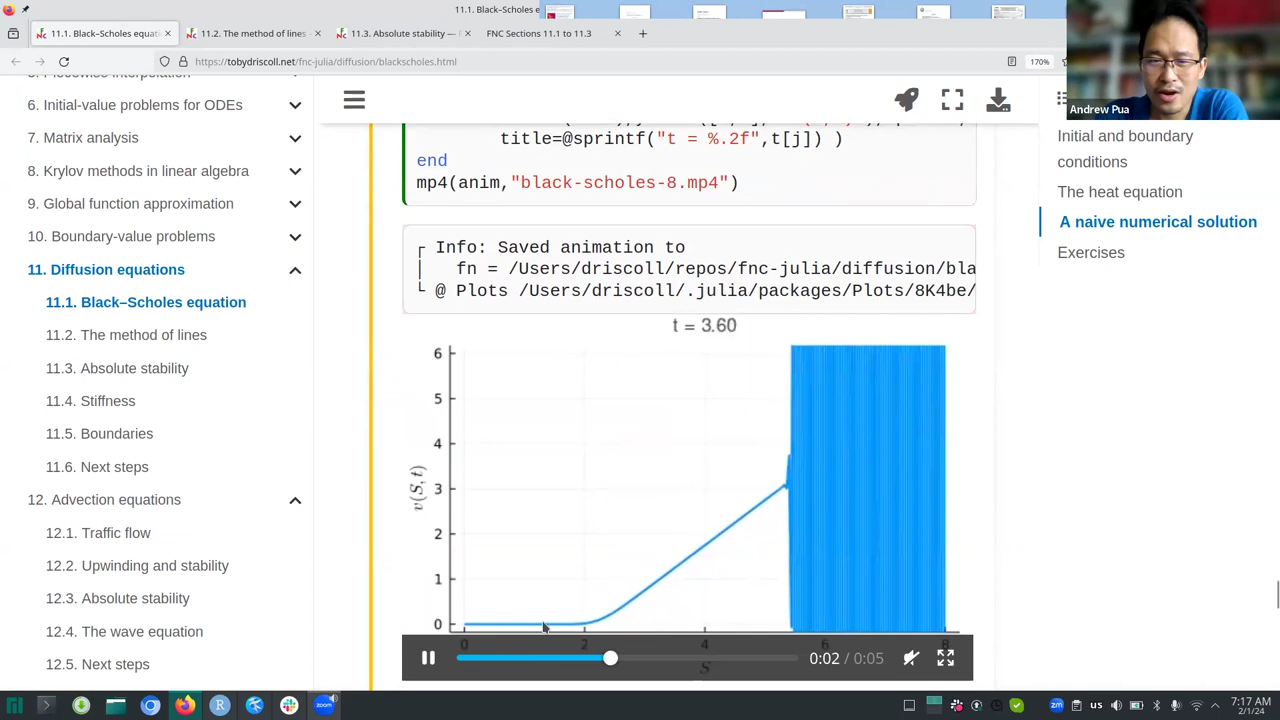 11.1. Black–Scholes e
11.1. Black–Scholes equati
11.2. The method of lines
11.3. Absolute stability —
FNC Sections 11.1 to 11.3
https://tobydriscoll.net/fnc-julia/diffusion/blackscholes.html
170%
Andrew Pua
6. Initial-value problems for ODEs
7. Matrix analysis
8. Krylov methods in linear algebra
9. Global function approximation
10. Boundary-value problems
11. Diffusion equations
11.1. Black–Scholes equation
11.2. The method of lines
11.3. Absolute stability
11.4. Stiffness
11.5. Boundaries
11.6. Next steps
12. Advection equations
12.1. Traffic flow
12.2. Upwinding and stability
12.3. Absolute stability
12.4. The wave equation
12.5. Next steps
title=@sprintf("t = %.2f",t[j]) )
end
mp4(anim,"black-scholes-8.mp4")
┌ Info: Saved animation to
│ fn = /Users/driscoll/repos/fnc-julia/diffusion/bla
└ @ Plots /Users/driscoll/.julia/packages/Plots/8K4be/
t = 3.60
6
5
4
3
2
1
0
v(S,t)
0 2 4 6 8
S
0:02 / 0:05
Initial and boundary
conditions
The heat equation
A naive numerical solution
Exercises
zoom
zm
us
7:17 AM
2/1/24